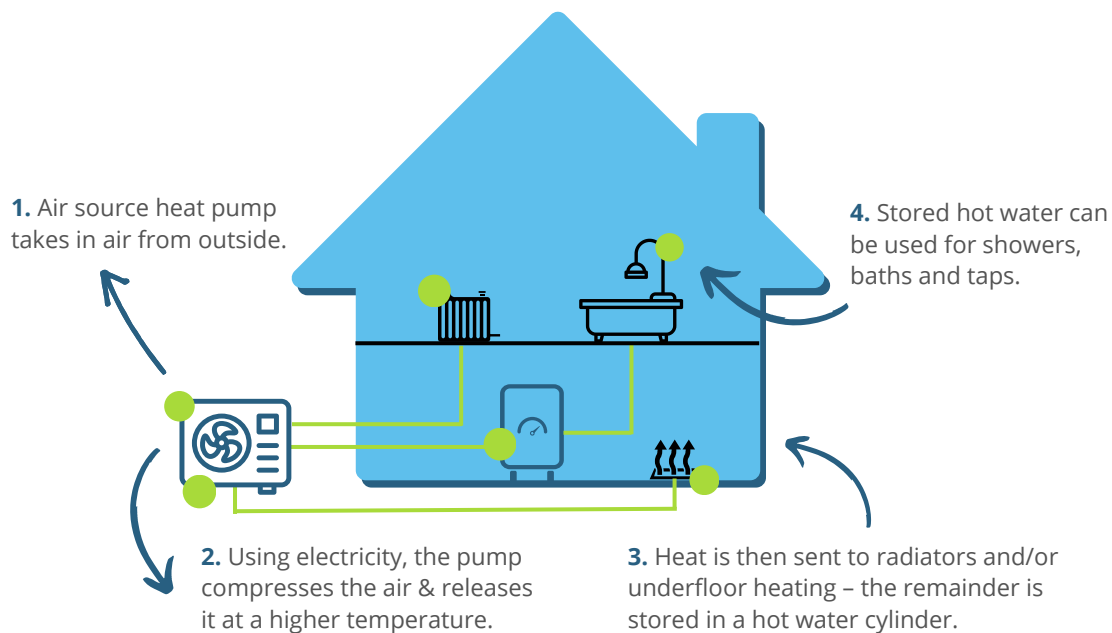 1. Air source heat pump
takes in air from outside.
2. Using electricity, the pump
compresses the air & releases
it at a higher temperature.
3. Heat is then sent to radiators and/or
underfloor heating – the remainder is
stored in a hot water cylinder.
4. Stored hot water can
be used for showers,
baths and taps.